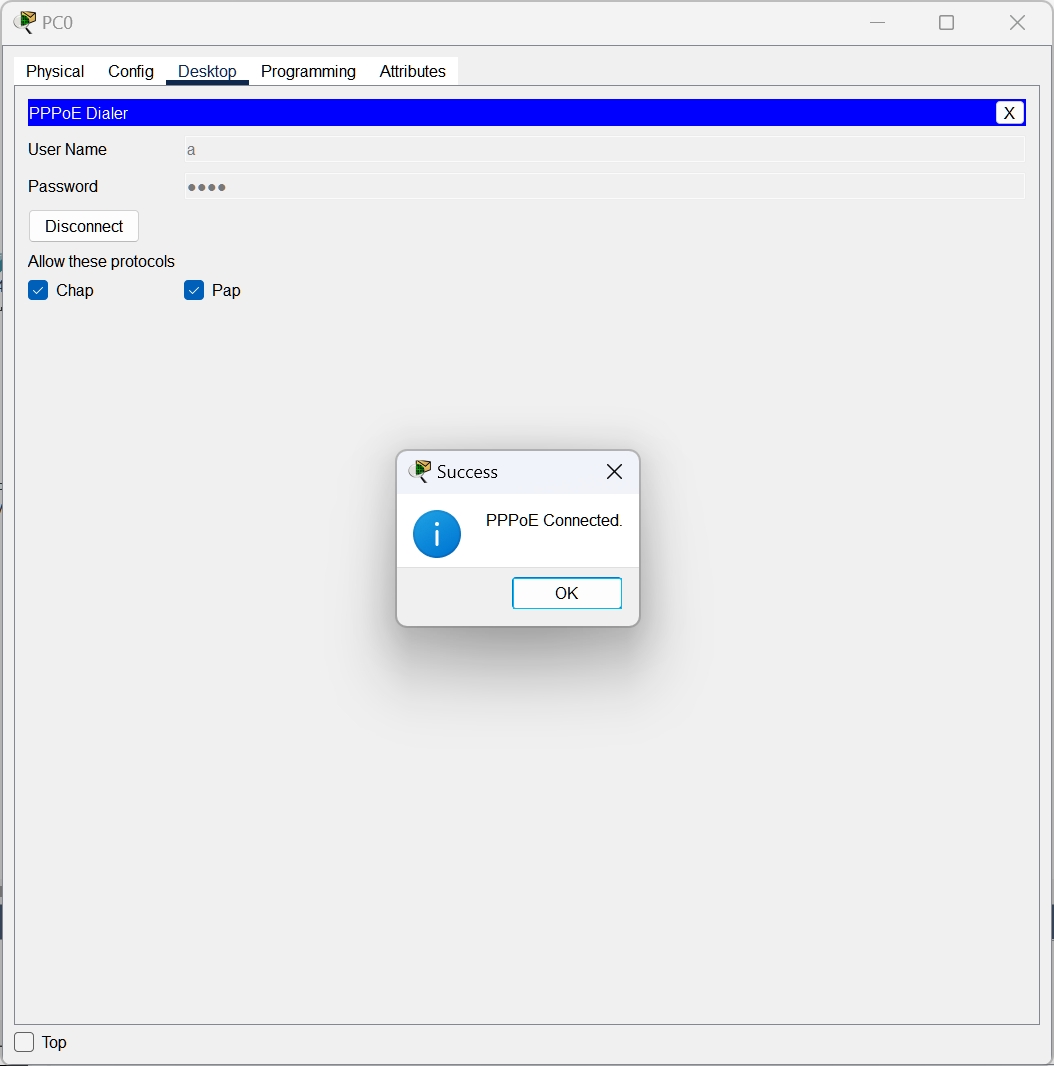 PC0
Physical Config Desktop Programming Attributes
PPPoE Dialer X
User Name a
Password ●●●●
Disconnect
Allow these protocols
Chap Pap
Success
PPPoE Connected.
OK
Top